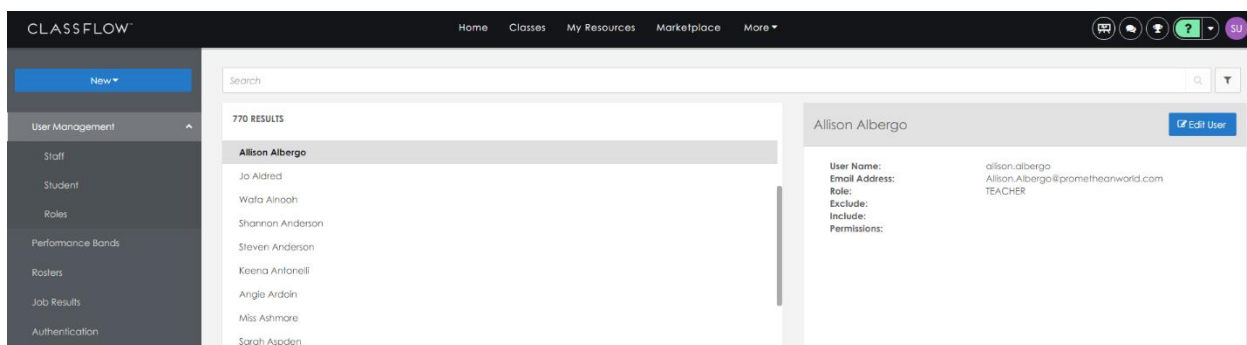 CLASSFLOW
Home Classes My Resources Marketplace More
? SU
New
Search
User Management
Staff
Student
Roles
Performance Bands
Rosters
Job Results
Authentication
770 RESULTS
Allison Albergo
Jo Aldred
Wafa Alnooh
Shannon Anderson
Steven Anderson
Keena Antonelli
Angie Ardoin
Miss Ashmore
Sarah Aspden
Allison Albergo
Edit User
User Name: allison.albergo
Email Address: Allison.Albergo@prometheanworld.com
Role: TEACHER
Exclude:
Include:
Permissions: